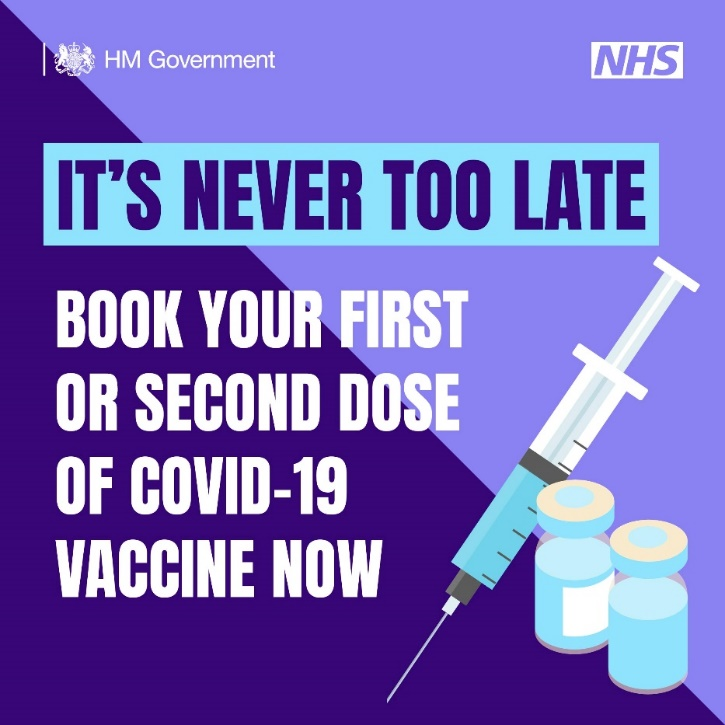 HM Government
NHS
IT'S NEVER TOO LATE
BOOK YOUR FIRST
OR SECOND DOSE
OF COVID-19
VACCINE NOW